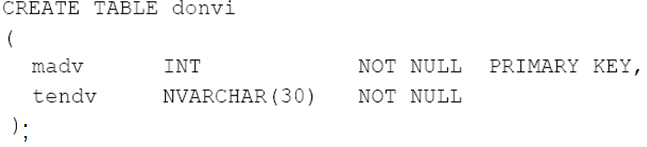 CREATE TABLE donvi
(
madv INT NOT NULL PRIMARY KEY,
tendv NVARCHAR(30) NOT NULL
);